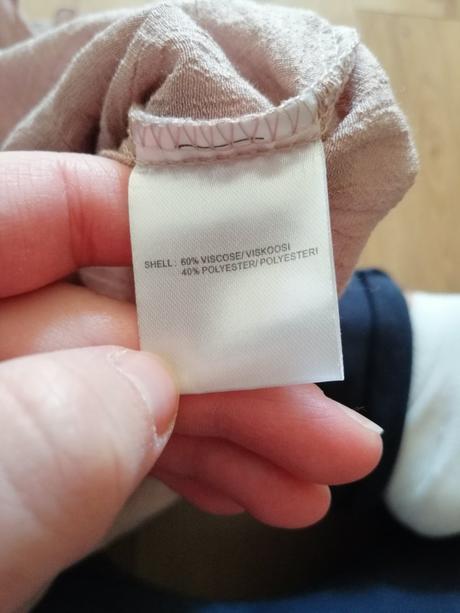 SHELL : 60% VISCOSE/ VISKOOSI
40% POLYESTER/ POLYESTERI